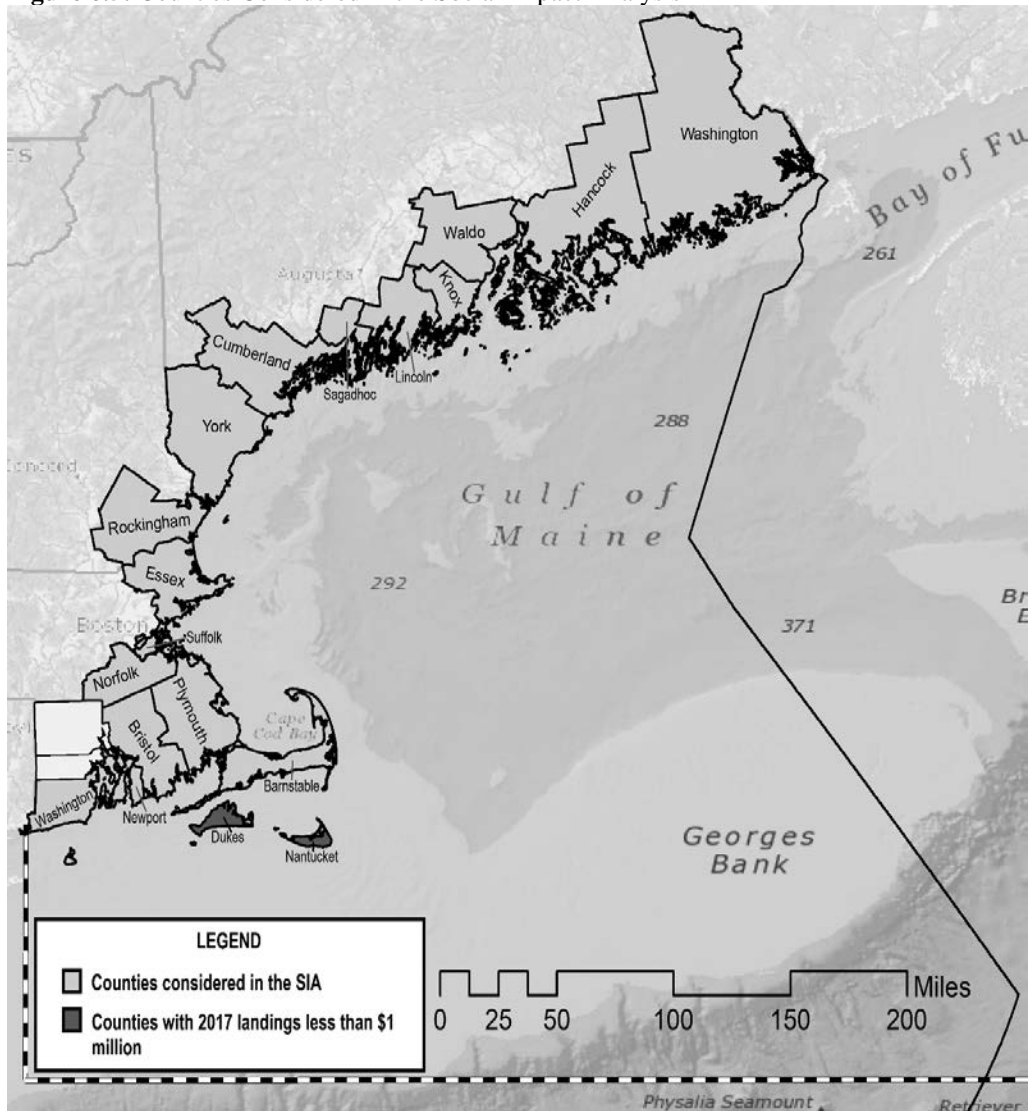 Washington
Hancock
Bay of Fu
Waldo
261
Augusta
Knox
Cumberland
Lincoln
Sagadhoc
York
288
Gulf of
Maine
Rockingham
Essex
292
371
Boston
Suffolk
Norfolk
Plymouth
Bristol
Cape
Cod Bay
Barnstable
Washington
Newport
Dukes
Nantucket
Georges
Bank
LEGEND
Counties considered in the SIA
Counties with 2017 landings less than $1
million
Miles
0 25 50 100 150 200
Physalia Seamount
Retriever